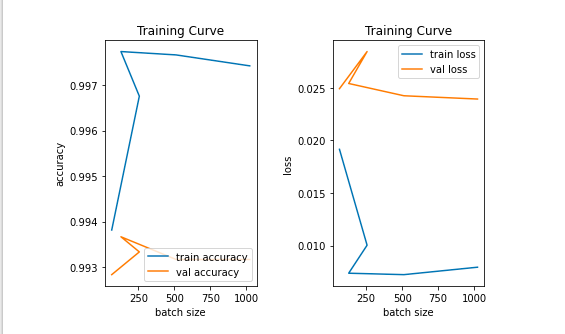 Training Curve
accuracy
0.997
0.996
0.995
0.994
0.993
train accuracy
val accuracy
250 500 750 1000
batch size
Training Curve
loss
0.025
0.020
0.015
0.010
train loss
val loss
250 500 750 1000
batch size